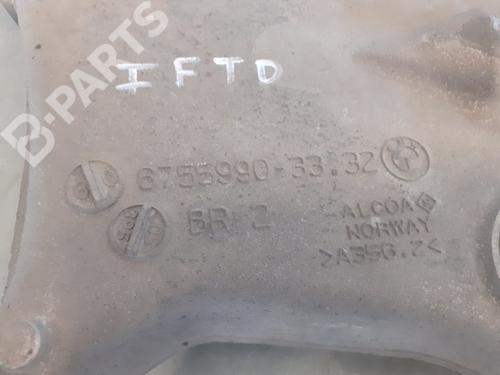 B-PARTS
IFTD
6755990-33.32
BR 2
ALCOA
NORWAY
>A356.2<